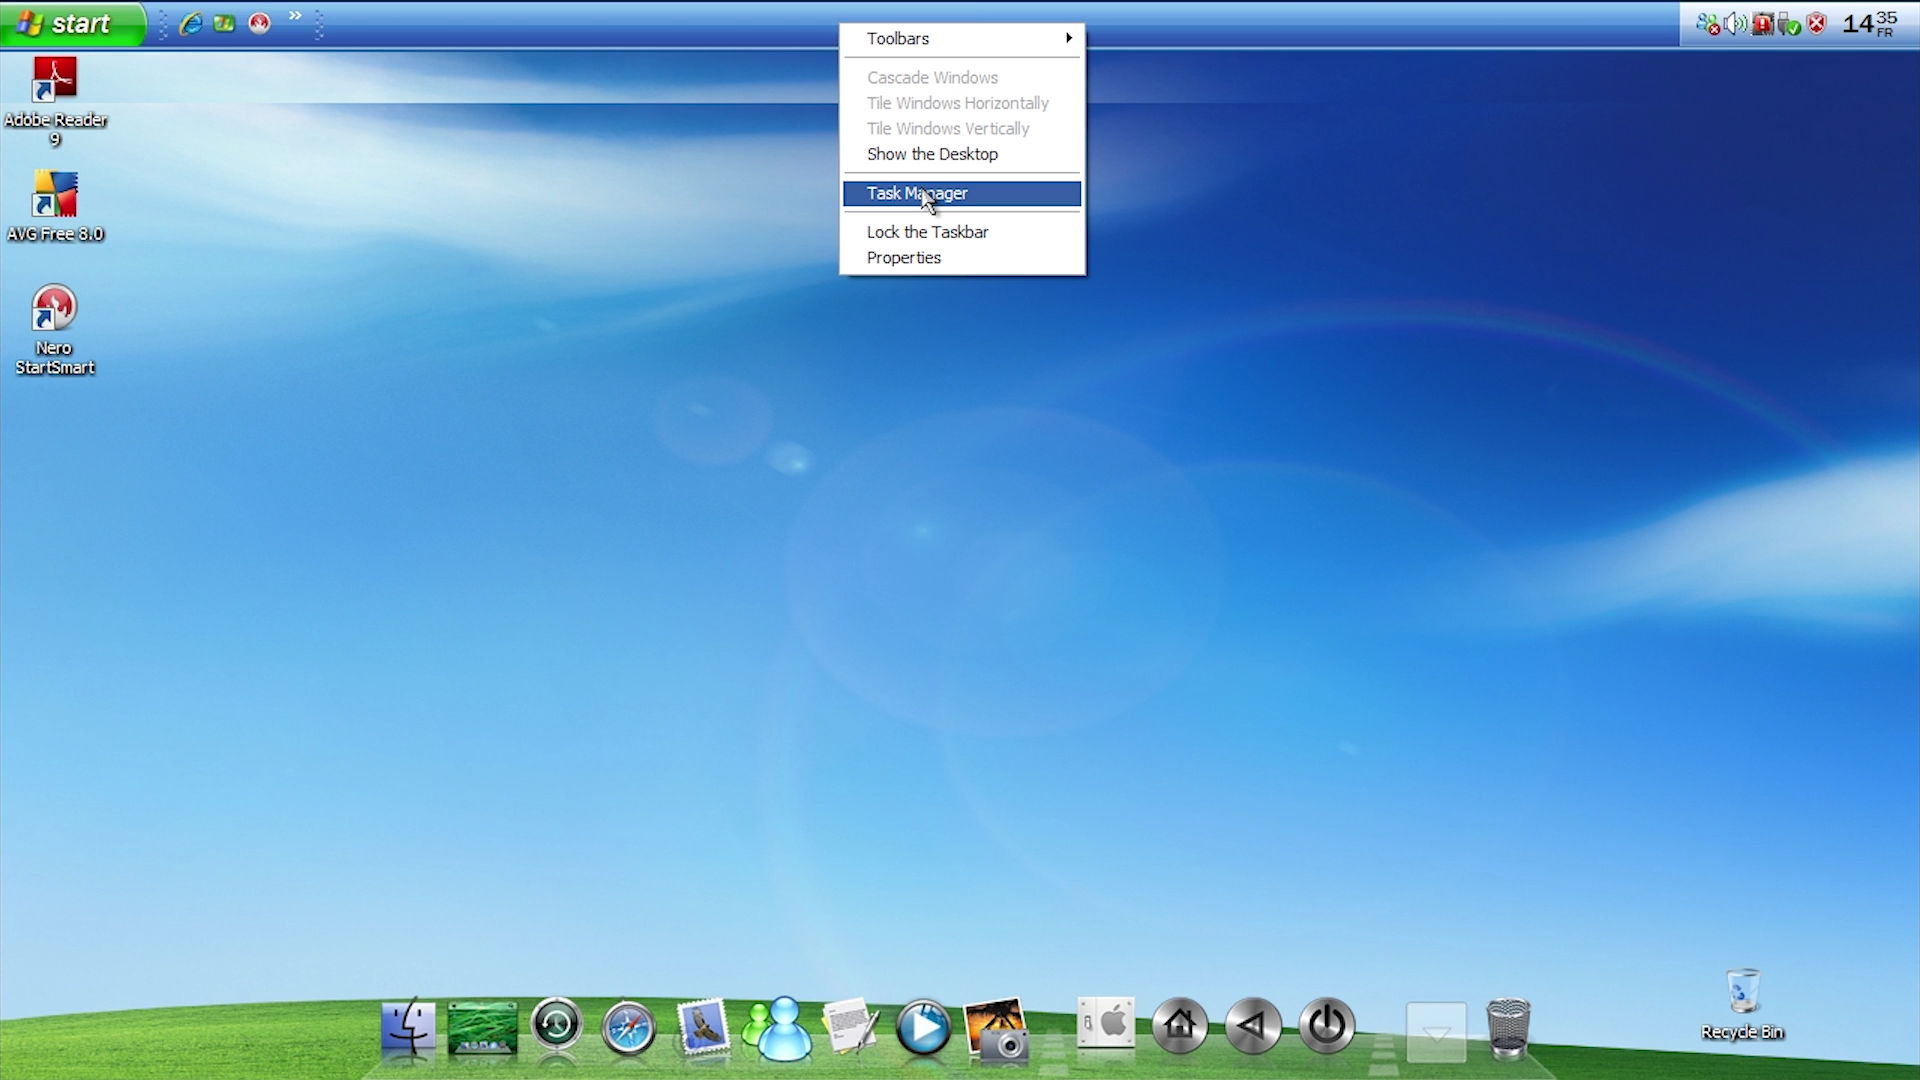 start
14 35
FR
Toolbars
Cascade Windows
Tile Windows Horizontally
Tile Windows Vertically
Show the Desktop
Task Manager
Lock the Taskbar
Properties
Adobe Reader
9
AVG Free 8.0
Nero
StartSmart
Recycle Bin